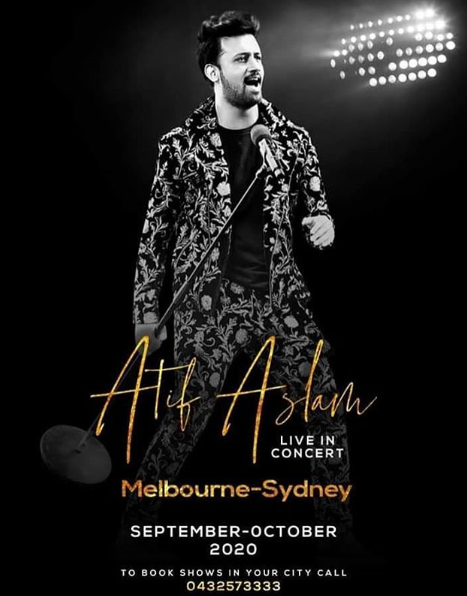 Atif Aslam
LIVE IN
CONCERT
Melbourne-Sydney
SEPTEMBER-OCTOBER
2020
TO BOOK SHOWS IN YOUR CITY CALL
0432573333